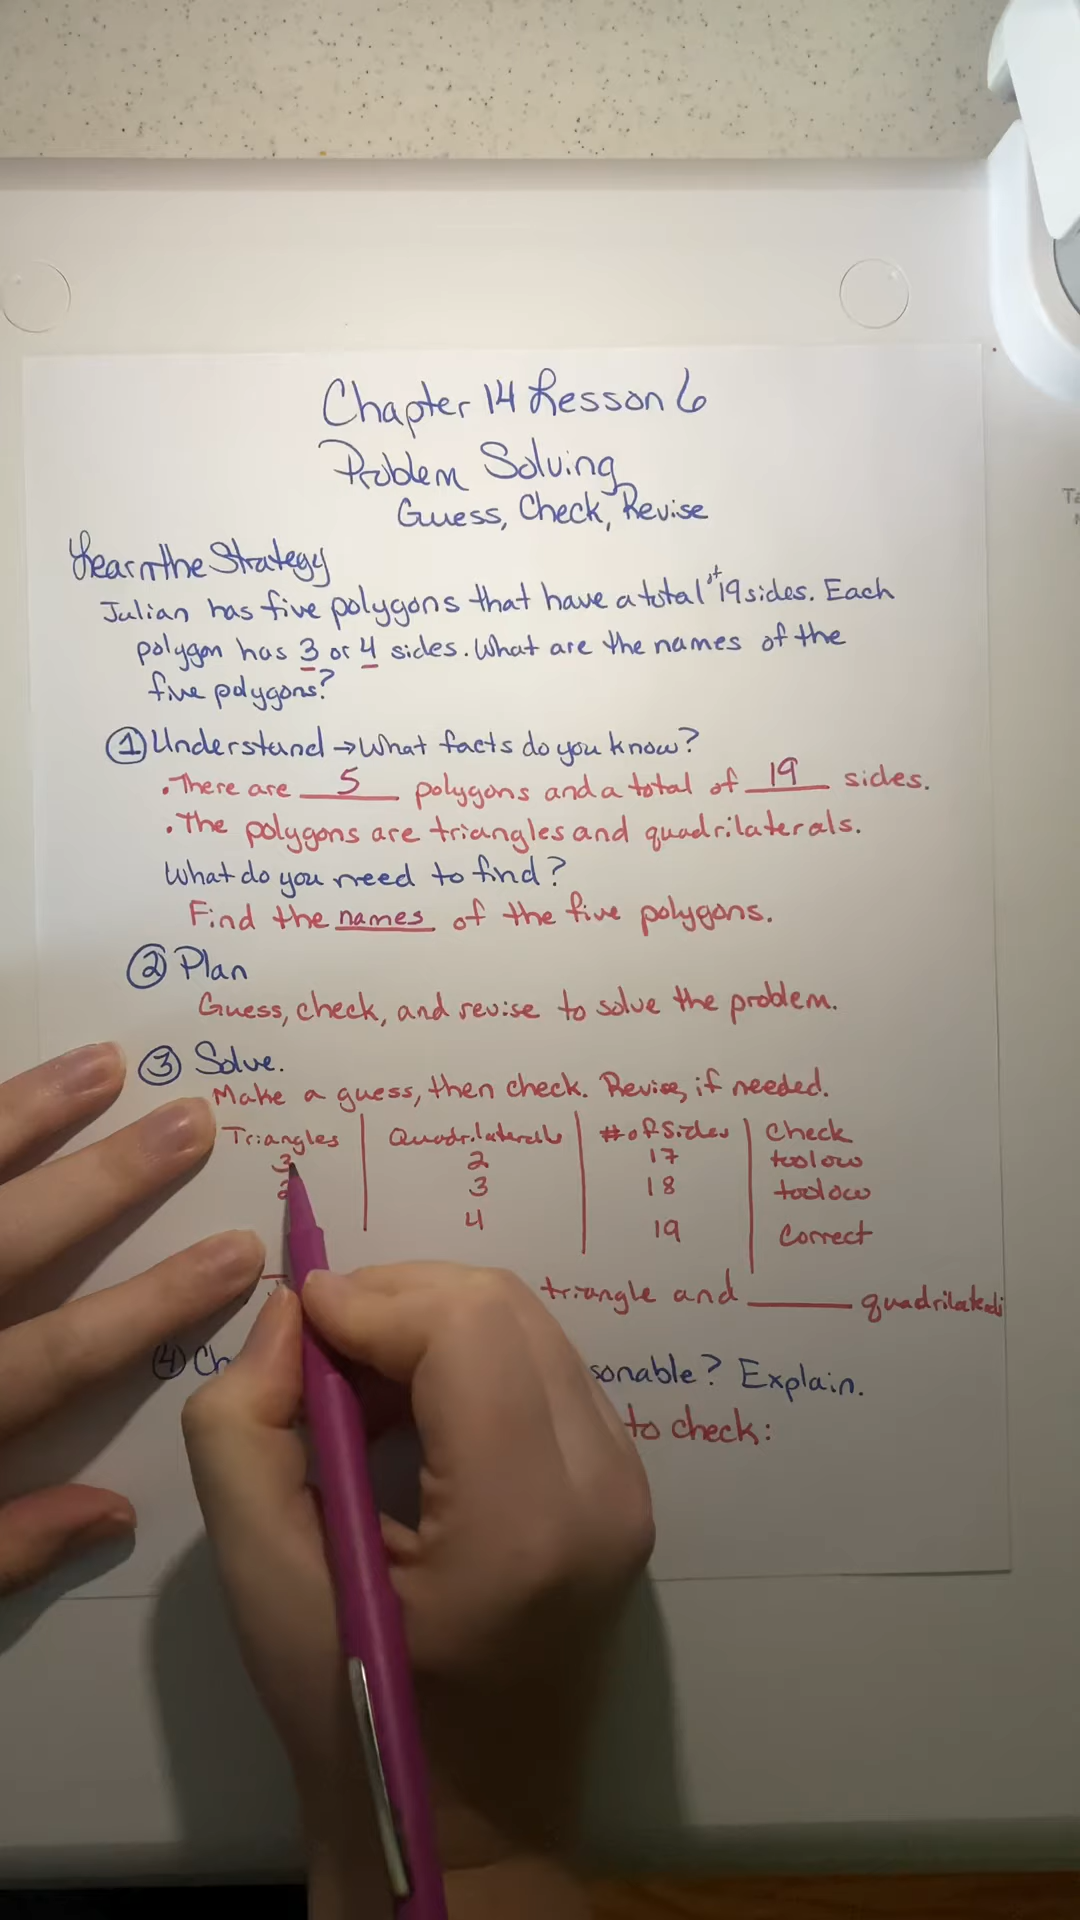 Chapter 14 Lesson 6
Problem Solving
Guess, Check, Revise
Learn the Strategy
Julian has five polygons that have a total of 19 sides. Each
polygon has 3 or 4 sides. What are the names of the
five polygons?
① Understand → What facts do you know?
• There are 5 polygons and a total of 19 sides.
• The polygons are triangles and quadrilaterals.
What do you need to find?
Find the names of the five polygons.
② Plan
Guess, check, and revise to solve the problem.
③ Solve.
Make a guess, then check. Revise, if needed.
Triangles Quadrilaterals # of Sides Check
3 2 17 too low
2 3 18 too low
4 19 Correct
triangle and ____ quadrilateral
④ Ch sonable? Explain.
to check: